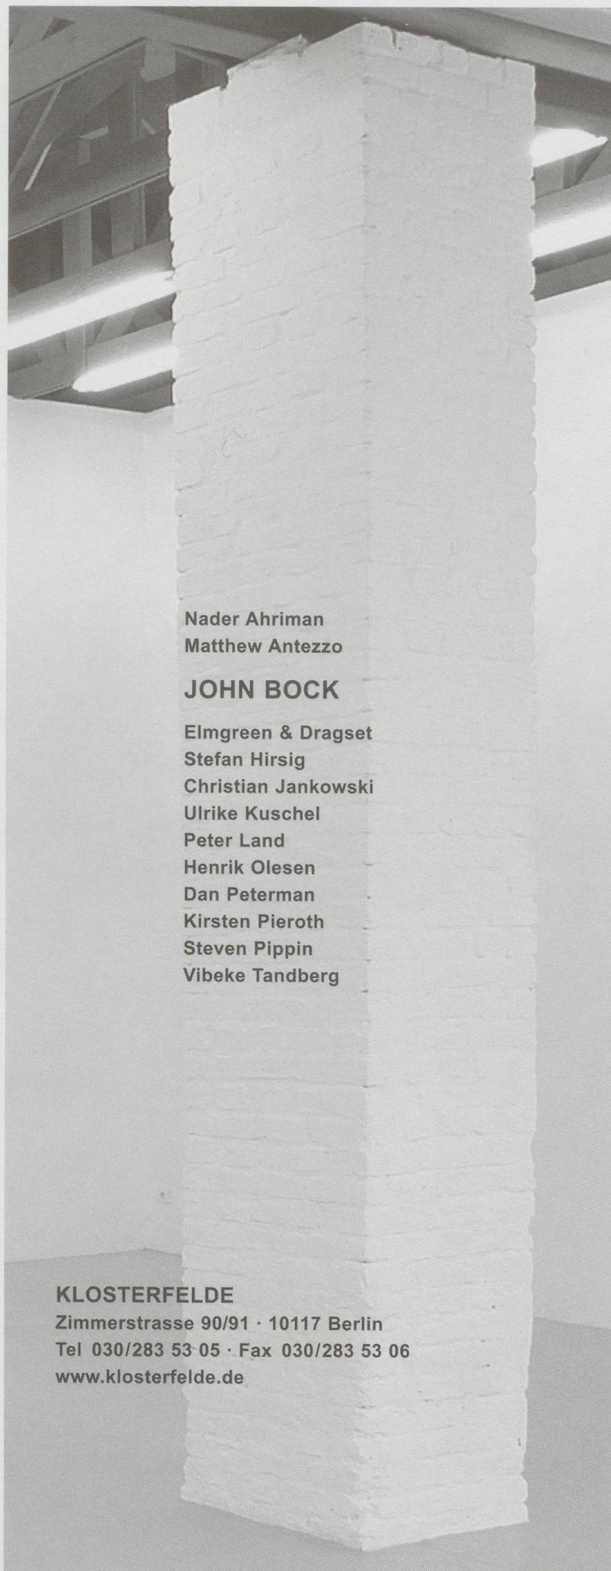 Nader Ahriman
Matthew Antezzo
JOHN BOCK
Elmgreen & Dragset
Stefan Hirsig
Christian Jankowski
Ulrike Kuschel
Peter Land
Henrik Olesen
Dan Peterman
Kirsten Pieroth
Steven Pippin
Vibeke Tandberg
KLOSTERFELDE
Zimmerstrasse 90/91 · 10117 Berlin
Tel 030/283 53 05 · Fax 030/283 53 06
www.klosterfelde.de